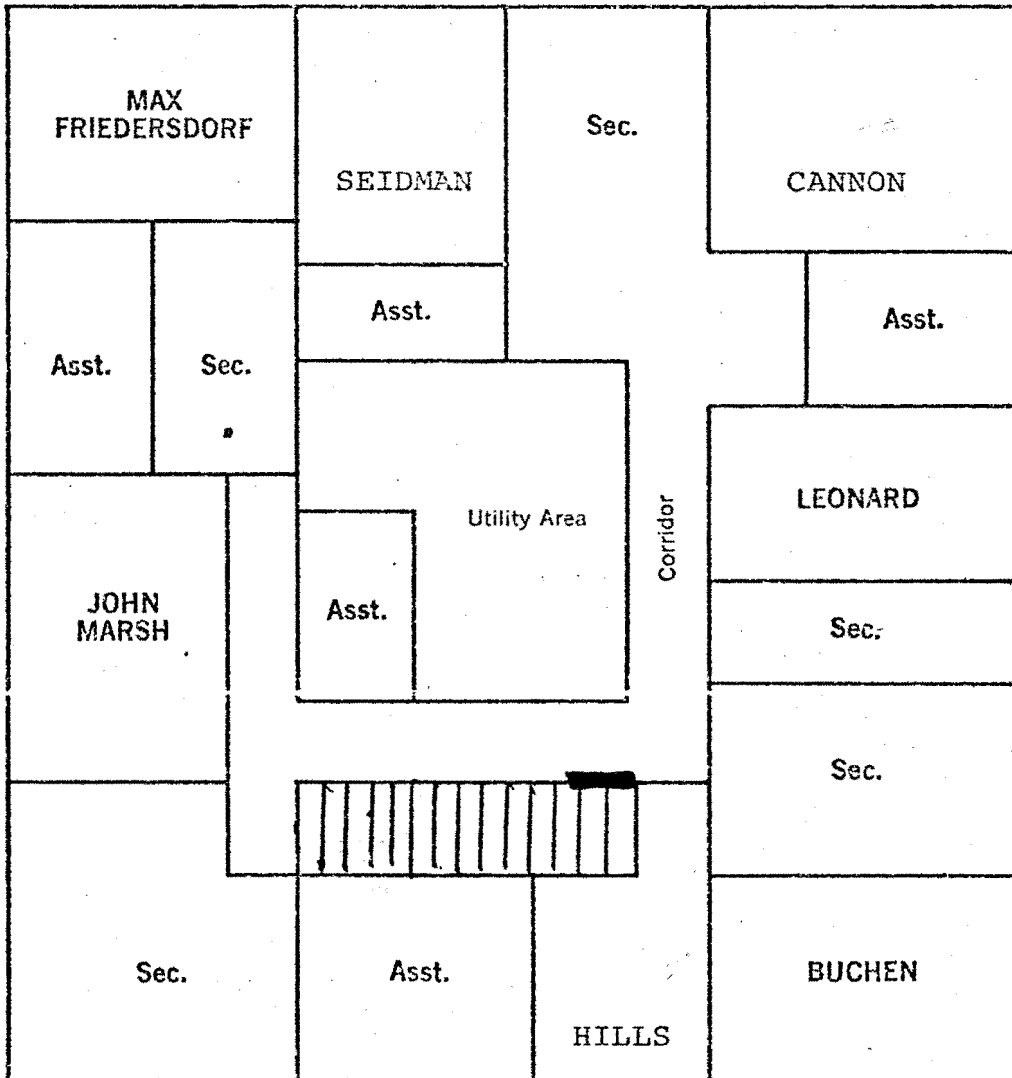 MAX
FRIEDERSDORF
SEIDMAN
Sec.
CANNON
Asst.
Sec.
Asst.
Asst.
Utility Area
Corridor
LEONARD
JOHN
MARSH
Asst.
Sec.
Sec.
Sec.
Asst.
HILLS
BUCHEN